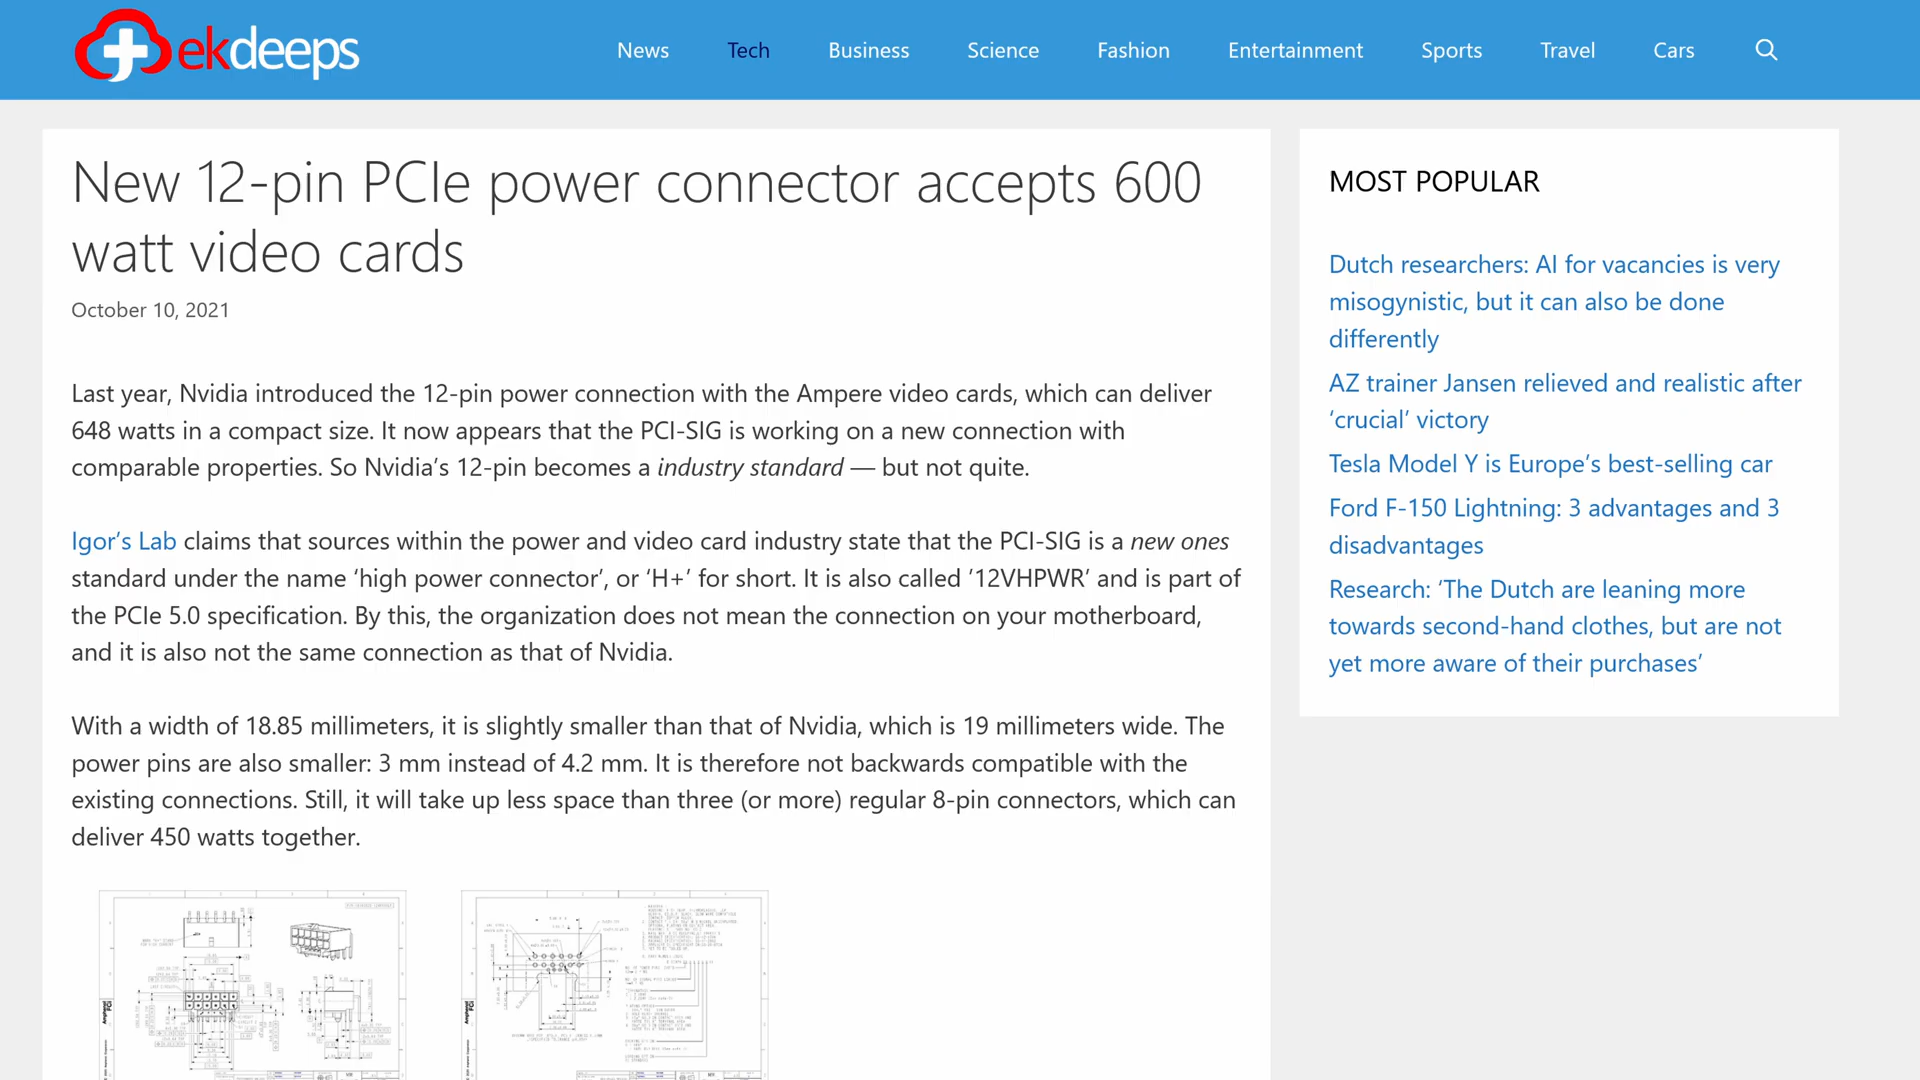 ekdeeps
News Tech Business Science Fashion Entertainment Sports Travel Cars
New 12-pin PCIe power connector accepts 600
watt video cards
October 10, 2021
Last year, Nvidia introduced the 12-pin power connection with the Ampere video cards, which can deliver
648 watts in a compact size. It now appears that the PCI-SIG is working on a new connection with
comparable properties. So Nvidia’s 12-pin becomes a industry standard — but not quite.
Igor’s Lab claims that sources within the power and video card industry state that the PCI-SIG is a new ones
standard under the name ‘high power connector’, or ‘H+’ for short. It is also called ’12VHPWR’ and is part of
the PCIe 5.0 specification. By this, the organization does not mean the connection on your motherboard,
and it is also not the same connection as that of Nvidia.
With a width of 18.85 millimeters, it is slightly smaller than that of Nvidia, which is 19 millimeters wide. The
power pins are also smaller: 3 mm instead of 4.2 mm. It is therefore not backwards compatible with the
existing connections. Still, it will take up less space than three (or more) regular 8-pin connectors, which can
deliver 450 watts together.
MOST POPULAR
Dutch researchers: AI for vacancies is very
misogynistic, but it can also be done
differently
AZ trainer Jansen relieved and realistic after
‘crucial’ victory
Tesla Model Y is Europe’s best-selling car
Ford F-150 Lightning: 3 advantages and 3
disadvantages
Research: ‘The Dutch are leaning more
towards second-hand clothes, but are not
yet more aware of their purchases’